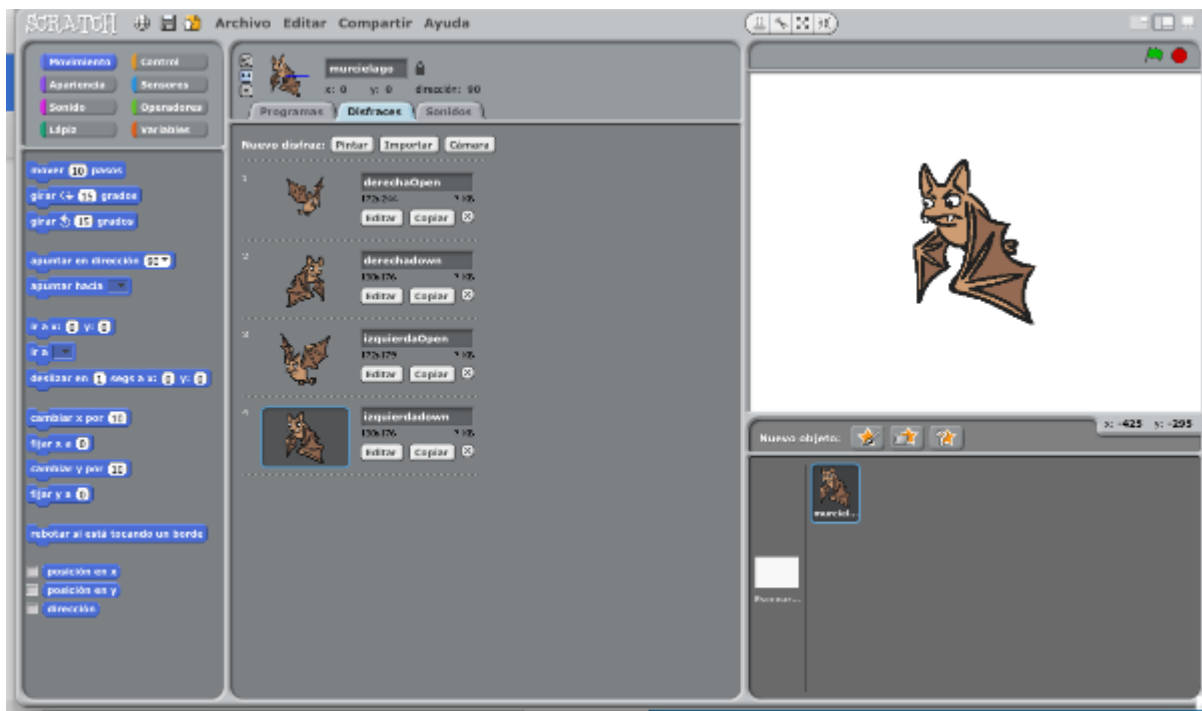 SCRATCH Archivo Editar Compartir Ayuda
Movimiento Control
Apariencia Sensores
Sonido Operadores
Lápiz Variables
mover 10 pasos
girar 15 grados
girar 15 grados
apuntar en dirección 90
apuntar hacia
ir a x: 0 y: 0
ir a
deslizar en 1 segs a x: 0 y: 0
cambiar x por 10
fijar x a 0
cambiar y por 10
fijar y a 0
rebotar si está tocando un borde
posición en x
posición en y
dirección
murcielago
x: 0 y: 0 dirección: 90
Programas Disfraces Sonidos
Nuevo disfraz: Pintar Importar Cámara
1
derechaOpen
Editar Copiar
2
derechadown
130x176
Editar Copiar
3
izquierdaOpen
172x179
Editar Copiar
4
izquierdadown
130x176
Editar Copiar
x: -425 y: -295
Nuevo objeto:
murciel...